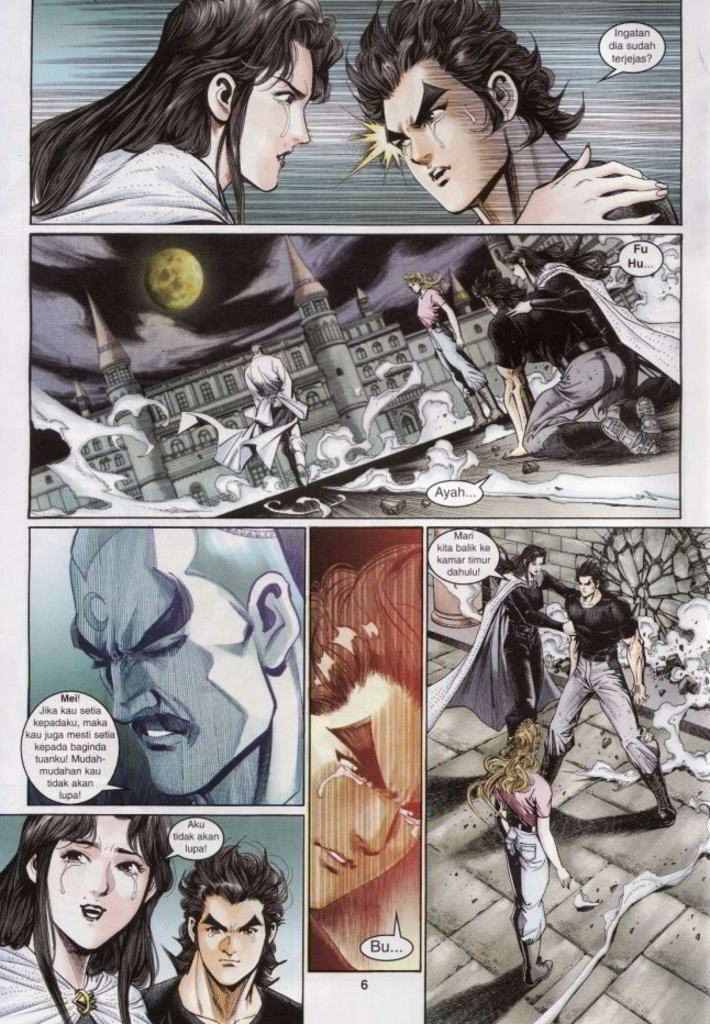 Ingatan
dia sudah
terjejas?
Fu
Hu...
Ayah...
Mei!
Jika kau setia
kepadaku, maka
kau juga mesti setia
kepada baginda
tuanku! Mudah-
mudahan kau
tidak akan
lupa!
Bu...
Mari
kita balik ke
kamar timur
dahulu!
Aku
tidak akan
lupa!
6